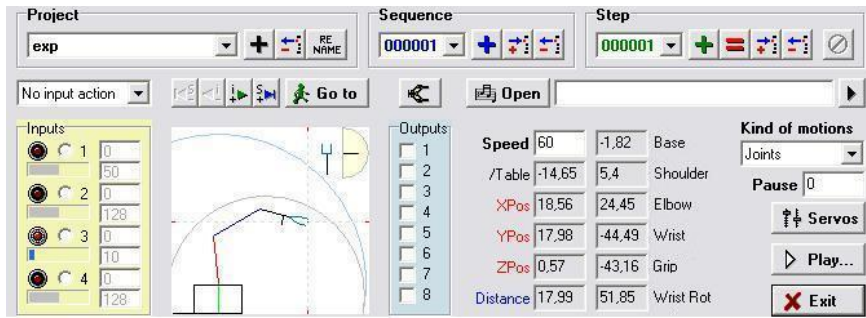 Project
exp
RE
NAME
Sequence
000001
Step
000001
No input action
Go to
Open
Inputs
1 0
50
2 0
128
3 0
10
4 0
128
Outputs
1
2
3
4
5
6
7
8
Speed 60 -1,82 Base
/Table -14,65 5,4 Shoulder
XPos 18,56 24,45 Elbow
YPos 17,98 -44,49 Wrist
ZPos 0,57 -43,16 Grip
Distance 17,99 51,85 Wrist Rot
Kind of motions
Joints
Pause 0
Servos
Play...
Exit